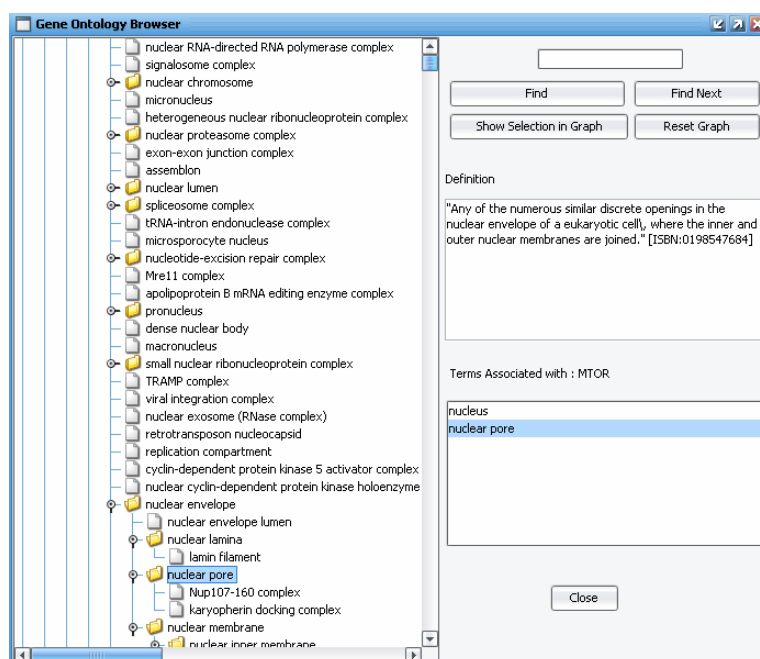 Gene Ontology Browser
nuclear RNA-directed RNA polymerase complex
signalosome complex
nuclear chromosome
micronucleus
heterogeneous nuclear ribonucleoprotein complex
nuclear proteasome complex
exon-exon junction complex
assemblon
nuclear lumen
spliceosome complex
tRNA-intron endonuclease complex
microsporocyte nucleus
nucleotide-excision repair complex
Mre11 complex
apolipoprotein B mRNA editing enzyme complex
pronucleus
dense nuclear body
macronucleus
small nuclear ribonucleoprotein complex
TRAMP complex
viral integration complex
nuclear exosome (RNase complex)
retrotransposon nucleocapsid
replication compartment
cyclin-dependent protein kinase 5 activator complex
nuclear cyclin-dependent protein kinase holoenzyme
nuclear envelope
nuclear envelope lumen
nuclear lamina
lamin filament
nuclear pore
Nup107-160 complex
karyopherin docking complex
nuclear membrane
nuclear inner membrane
Find
Find Next
Show Selection in Graph
Reset Graph
Definition
"Any of the numerous similar discrete openings in the
nuclear envelope of a eukaryotic cell\, where the inner and
outer nuclear membranes are joined." [ISBN:0198547684]
Terms Associated with : MTOR
nucleus
nuclear pore
Close